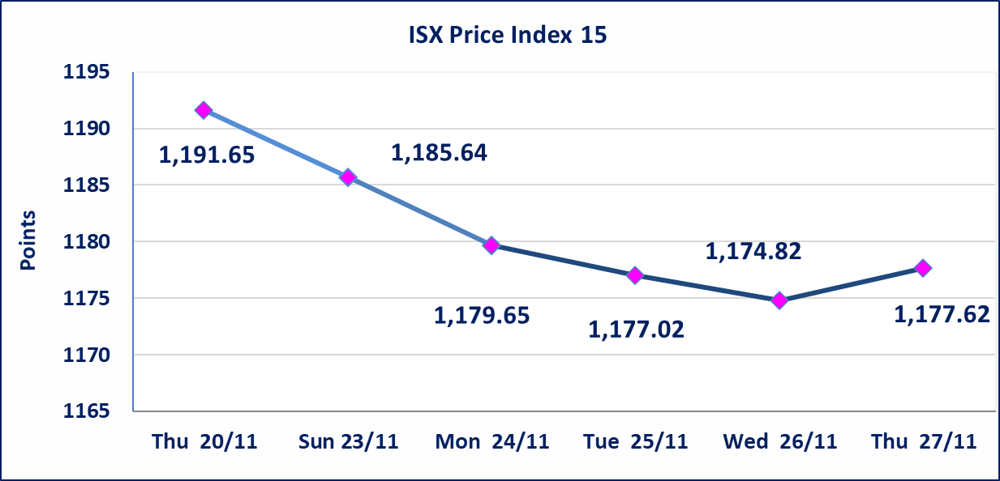 ISX Price Index 15
1195
1190
1185
1180
1175
1170
1165
Points
1,191.65
1,185.64
1,179.65
1,177.02
1,174.82
1,177.62
Thu 20/11
Sun 23/11
Mon 24/11
Tue 25/11
Wed 26/11
Thu 27/11